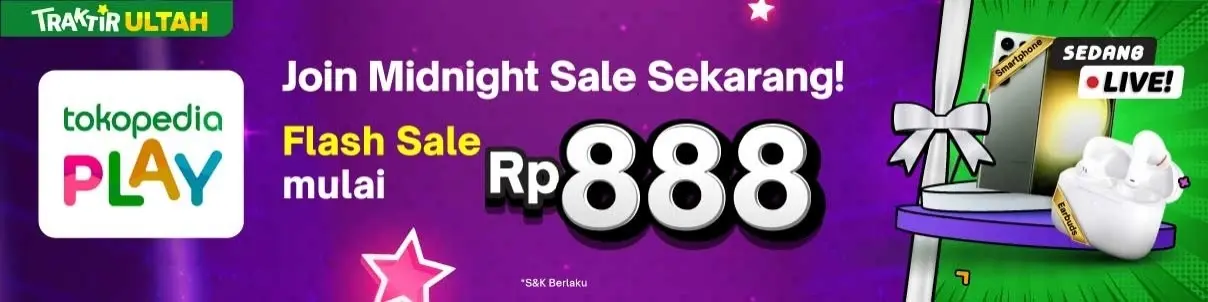 TRAKTIR ULTAH
tokopedia
PLAY
Join Midnight Sale Sekarang!
Flash Sale
mulai
Rp888
*S&K Berlaku
Smartphone
SEDANG
LIVE!
Earbuds